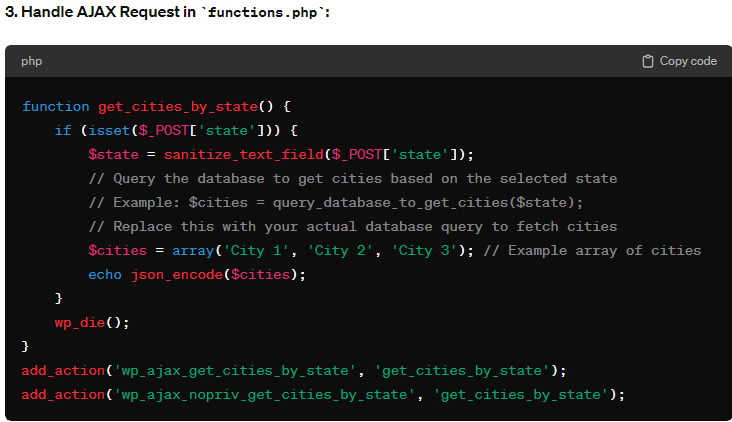 3. Handle AJAX Request in `functions.php`:
php
Copy code
function get_cities_by_state() {
    if (isset($_POST['state'])) {
        $state = sanitize_text_field($_POST['state']);
        // Query the database to get cities based on the selected state
        // Example: $cities = query_database_to_get_cities($state);
        // Replace this with your actual database query to fetch cities
        $cities = array('City 1', 'City 2', 'City 3'); // Example array of cities
        echo json_encode($cities);
    }
    wp_die();
}
add_action('wp_ajax_get_cities_by_state', 'get_cities_by_state');
add_action('wp_ajax_nopriv_get_cities_by_state', 'get_cities_by_state');